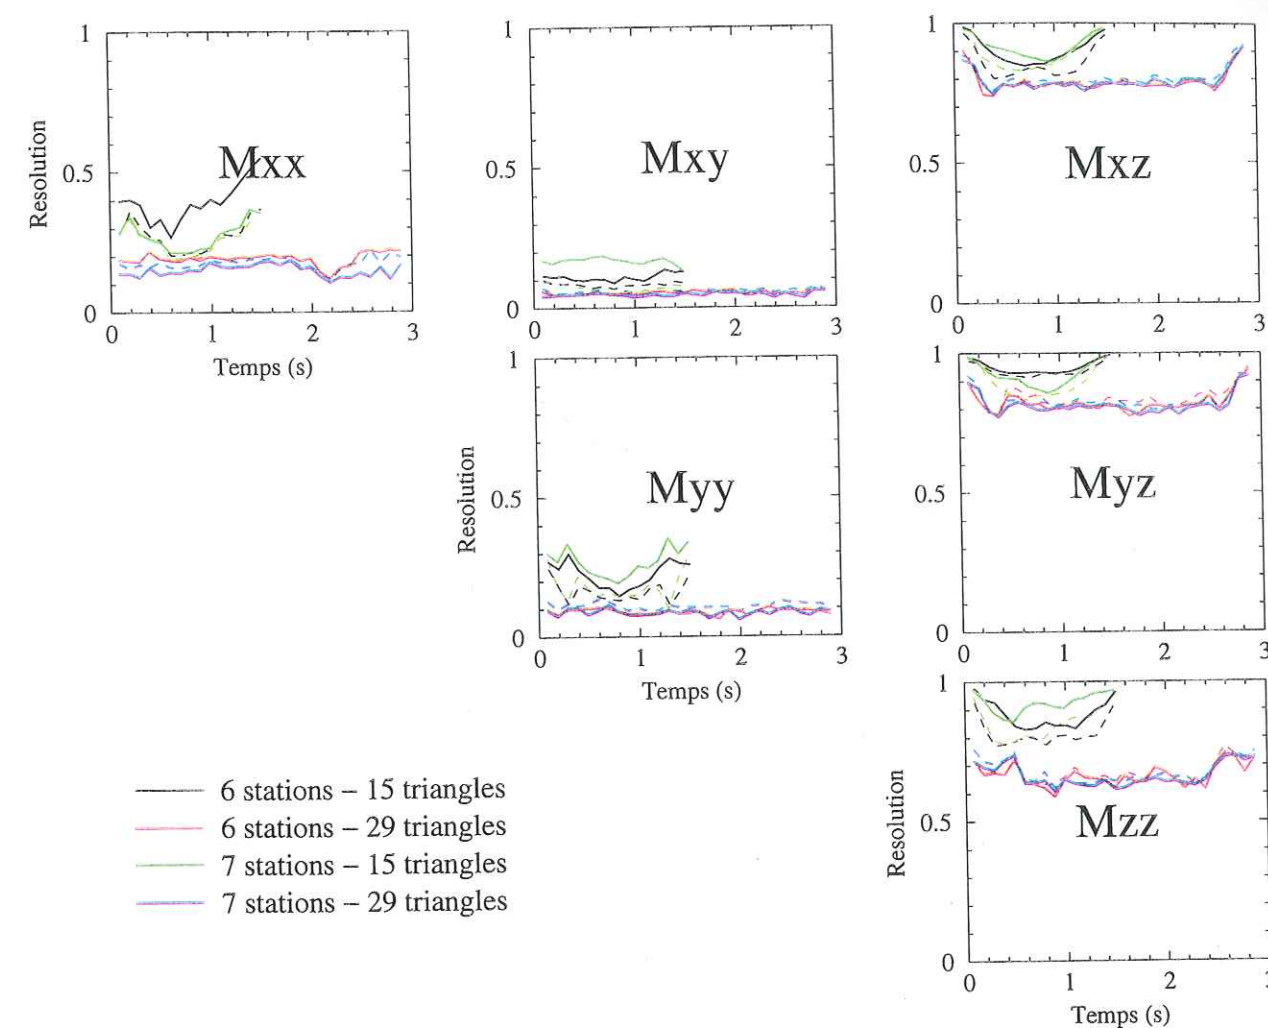 1
0.5
0
Resolution
Mxx
0
1
2
3
Temps (s)
1
0.5
0
Mxy
0
1
2
3
1
0.5
0
Mxz
0
1
2
3
1
0.5
0
Resolution
Myy
0
1
2
3
Temps (s)
1
0.5
0
Myz
0
1
2
3
1
0.5
0
Resolution
Mzz
0
1
2
Temps (s)
6 stations – 15 triangles
6 stations – 29 triangles
7 stations – 15 triangles
7 stations – 29 triangles